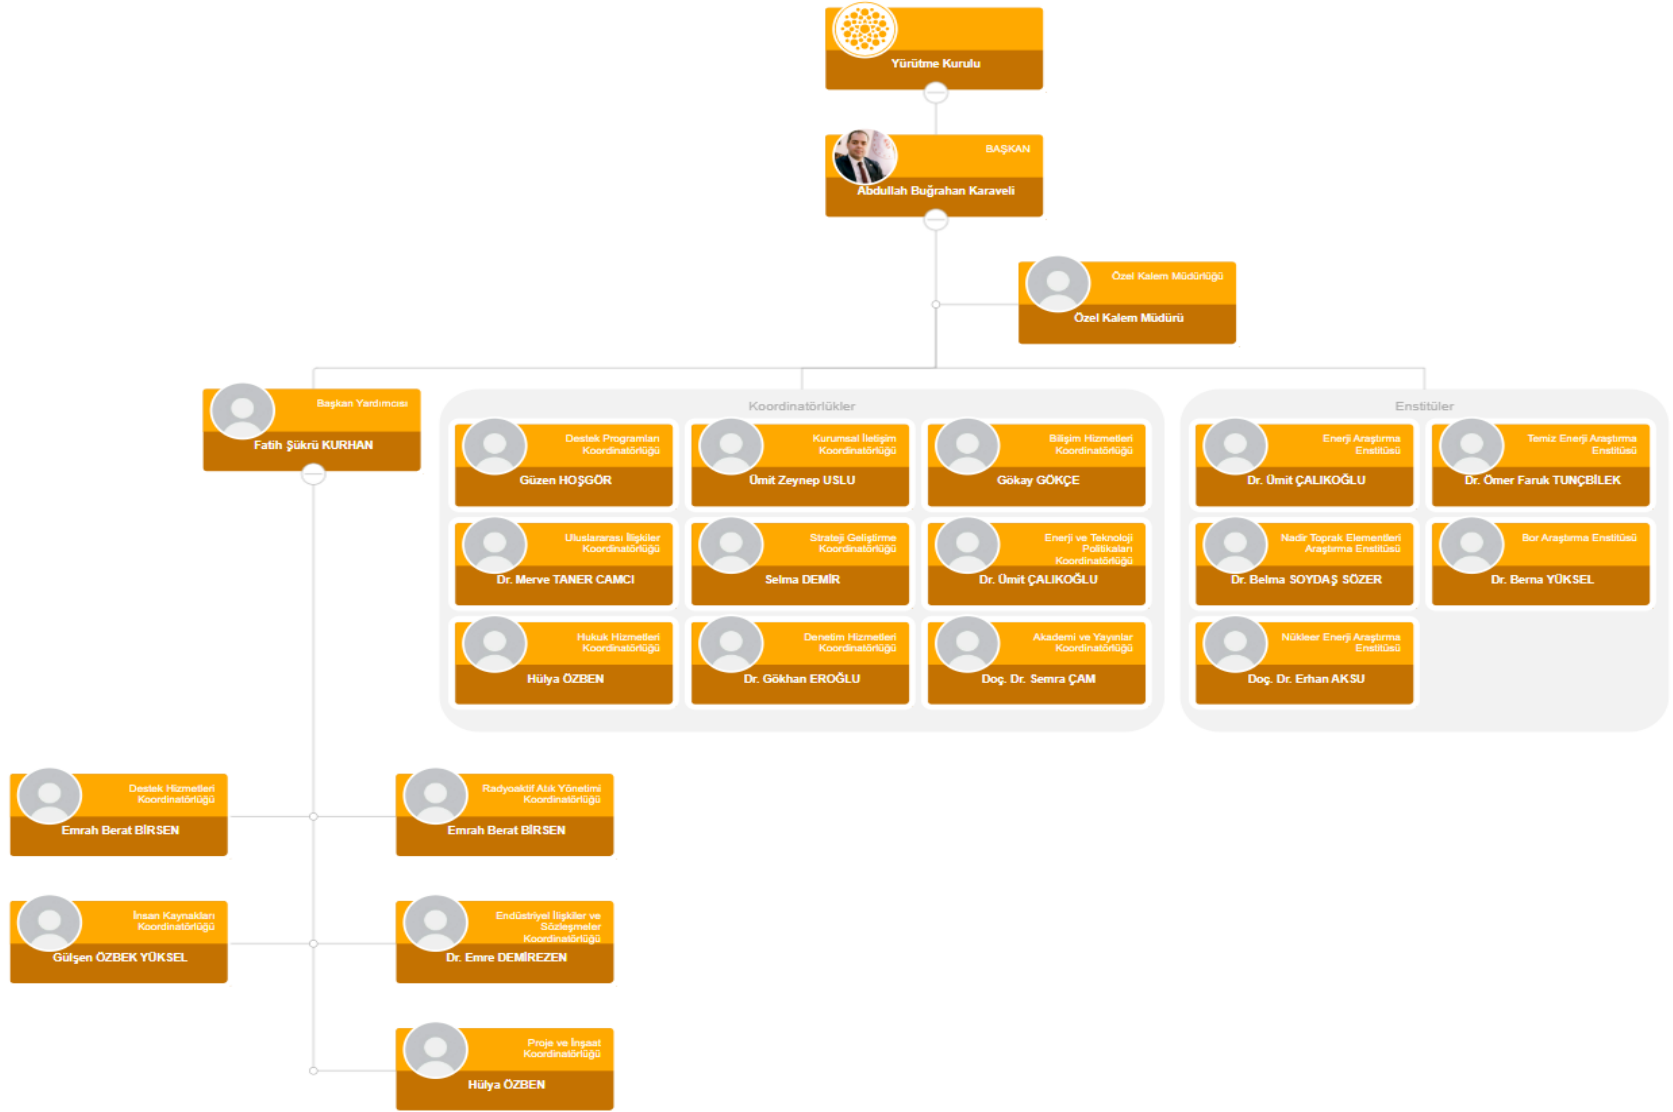 Yürütme Kurulu
BAŞKAN
Abdullah Buğrahan Karaveli
Özel Kalem Müdürlüğü
Özel Kalem Müdürü
Başkan Yardımcısı
Fatih Şükrü KURHAN
Koordinatörlükler
Destek Programları
Koordinatörlüğü
Güzen HOŞGÖR
Kurumsal İletişim
Koordinatörlüğü
Ümit Zeynep USLU
Bilişim Hizmetleri
Koordinatörlüğü
Gökay GÖKÇE
Uluslararası İlişkiler
Koordinatörlüğü
Dr. Merve TANER CAMCI
Strateji Geliştirme
Koordinatörlüğü
Selma DEMİR
Enerji ve Teknoloji
Politikaları
Koordinatörlüğü
Dr. Ümit ÇALIKOĞLU
Hukuk Hizmetleri
Koordinatörlüğü
Hülya ÖZBEN
Denetim Hizmetleri
Koordinatörlüğü
Dr. Gökhan EROĞLU
Akademi ve Yayınlar
Koordinatörlüğü
Doç. Dr. Semra ÇAM
Enstitüler
Enerji Araştırma
Enstitüsü
Dr. Ümit ÇALIKOĞLU
Temiz Enerji Araştırma
Enstitüsü
Dr. Ömer Faruk TUNÇBİLEK
Nadir Toprak Elementleri
Araştırma Enstitüsü
Dr. Belma SOYDAŞ SÖZER
Bor Araştırma Enstitüsü
Dr. Berna YÜKSEL
Nükleer Enerji Araştırma
Enstitüsü
Doç. Dr. Erhan AKSU
Destek Hizmetleri
Koordinatörlüğü
Emrah Berat BİRSEN
Radyoaktif Atık Yönetimi
Koordinatörlüğü
Emrah Berat BİRSEN
İnsan Kaynakları
Koordinatörlüğü
Gülşen ÖZBEK YÜKSEL
Endüstriyel İlişkiler ve
Sözleşmeler
Koordinatörlüğü
Dr. Emre DEMİREZEN
Proje ve İnşaat
Koordinatörlüğü
Hülya ÖZBEN